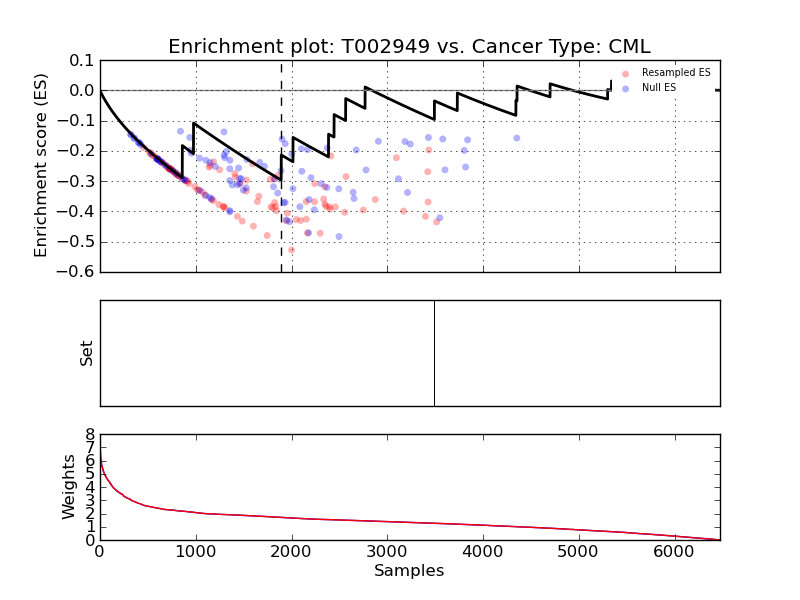 Enrichment plot: T002949 vs. Cancer Type: CML
Enrichment score (ES)
0.1
0.0
−0.1
−0.2
−0.3
−0.4
−0.5
−0.6
Resampled ES
Null ES
Set
Weights
8
7
6
5
4
3
2
1
0
0 1000 2000 3000 4000 5000 6000
Samples